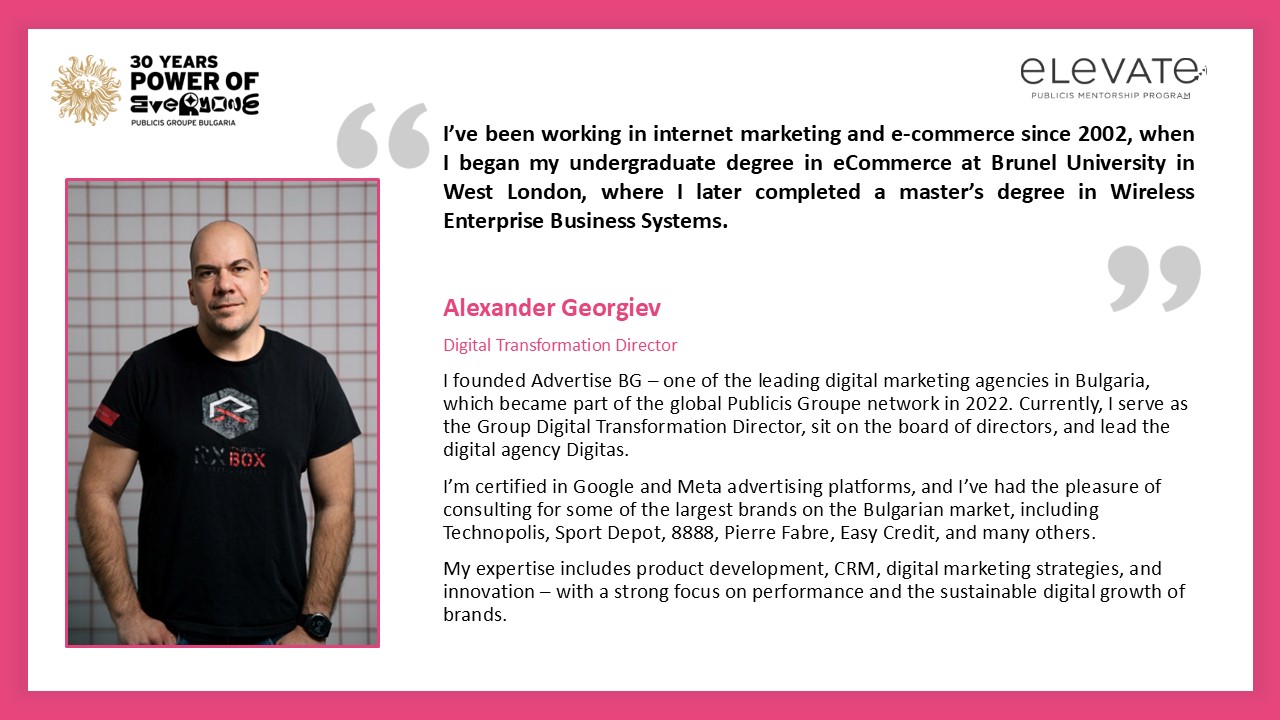 30 YEARS
POWER OF
EVERYONE
PUBLICIS GROUPE BULGARIA
ELEVATE
PUBLICIS MENTORSHIP PROGRAM
“
I’ve been working in internet marketing and e-commerce since 2002, when
I began my undergraduate degree in eCommerce at Brunel University in
West London, where I later completed a master’s degree in Wireless
Enterprise Business Systems.
”
Alexander Georgiev
Digital Transformation Director
I founded Advertise BG – one of the leading digital marketing agencies in Bulgaria,
which became part of the global Publicis Groupe network in 2022. Currently, I serve as
the Group Digital Transformation Director, sit on the board of directors, and lead the
digital agency Digitas.
I’m certified in Google and Meta advertising platforms, and I’ve had the pleasure of
consulting for some of the largest brands on the Bulgarian market, including
Technopolis, Sport Depot, 8888, Pierre Fabre, Easy Credit, and many others.
My expertise includes product development, CRM, digital marketing strategies, and
innovation – with a strong focus on performance and the sustainable digital growth of
brands.
BOX